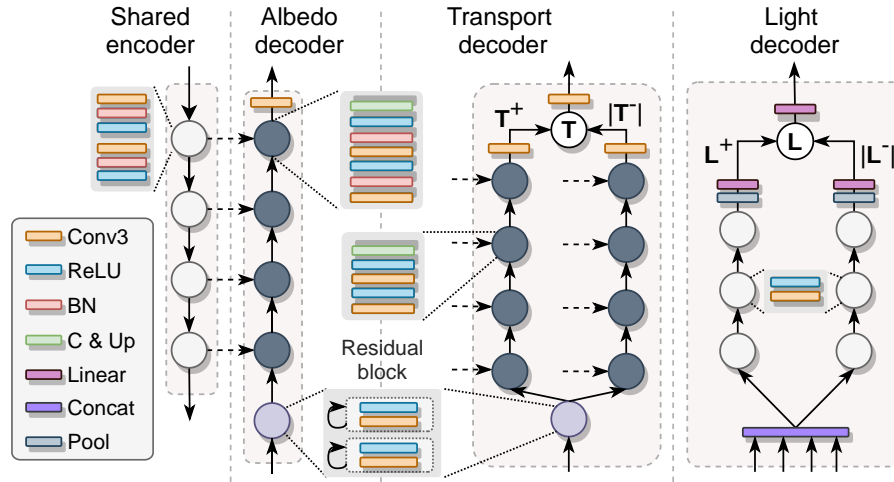 Shared
encoder
Albedo
decoder
Transport
decoder
Light
decoder
T+
|T-|
T
L+
|L-|
L
Conv3
ReLU
BN
C & Up
Linear
Concat
Pool
Residual
block